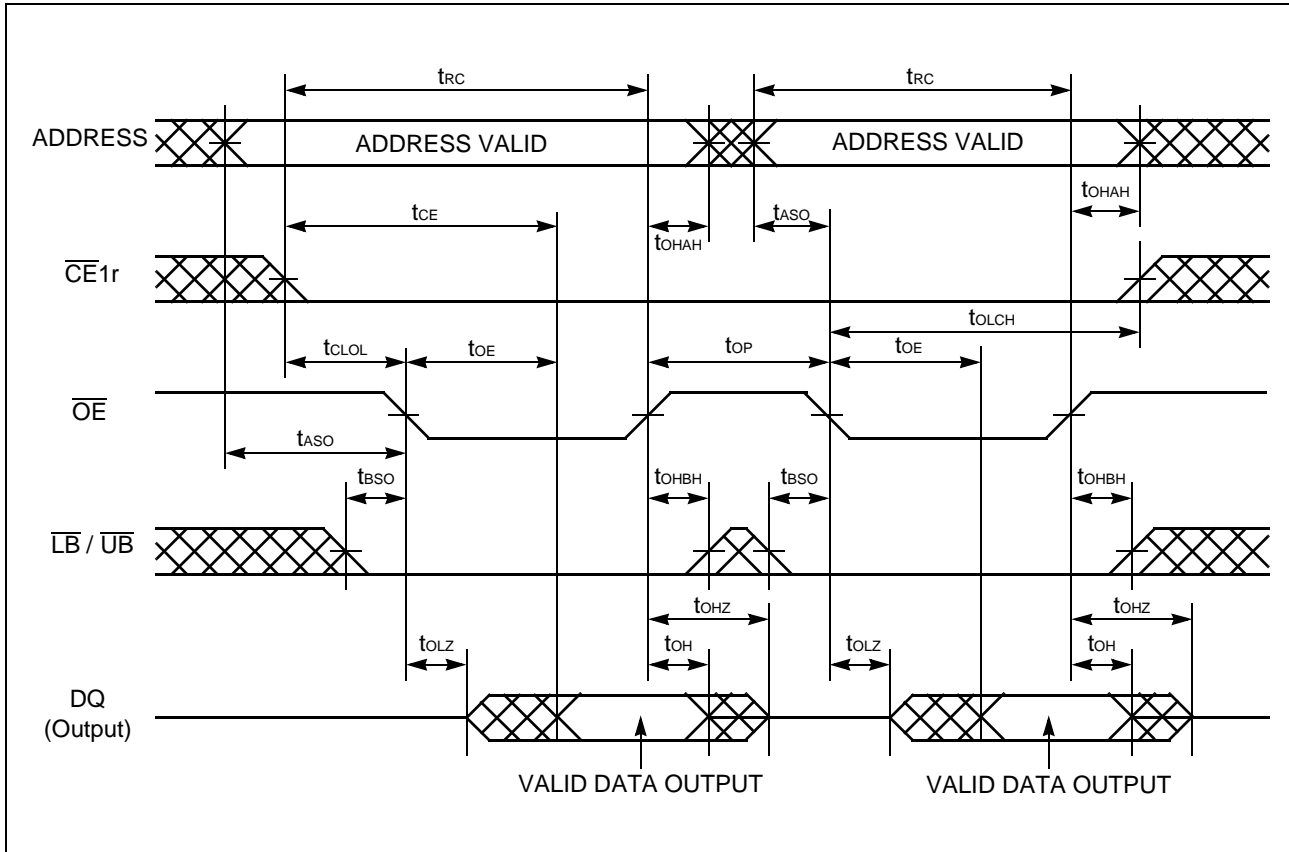 tRC tRC
ADDRESS ADDRESS VALID ADDRESS VALID
tCE tOHAH tASO tOHAH
CE1r
tOLCH
tCLOL tOE tOP tOE
OE
tASO
tBSO tOHBH tBSO tOHBH
LB / UB
tOHZ tOHZ
tOLZ tOH tOLZ tOH
DQ
(Output)
VALID DATA OUTPUT VALID DATA OUTPUT